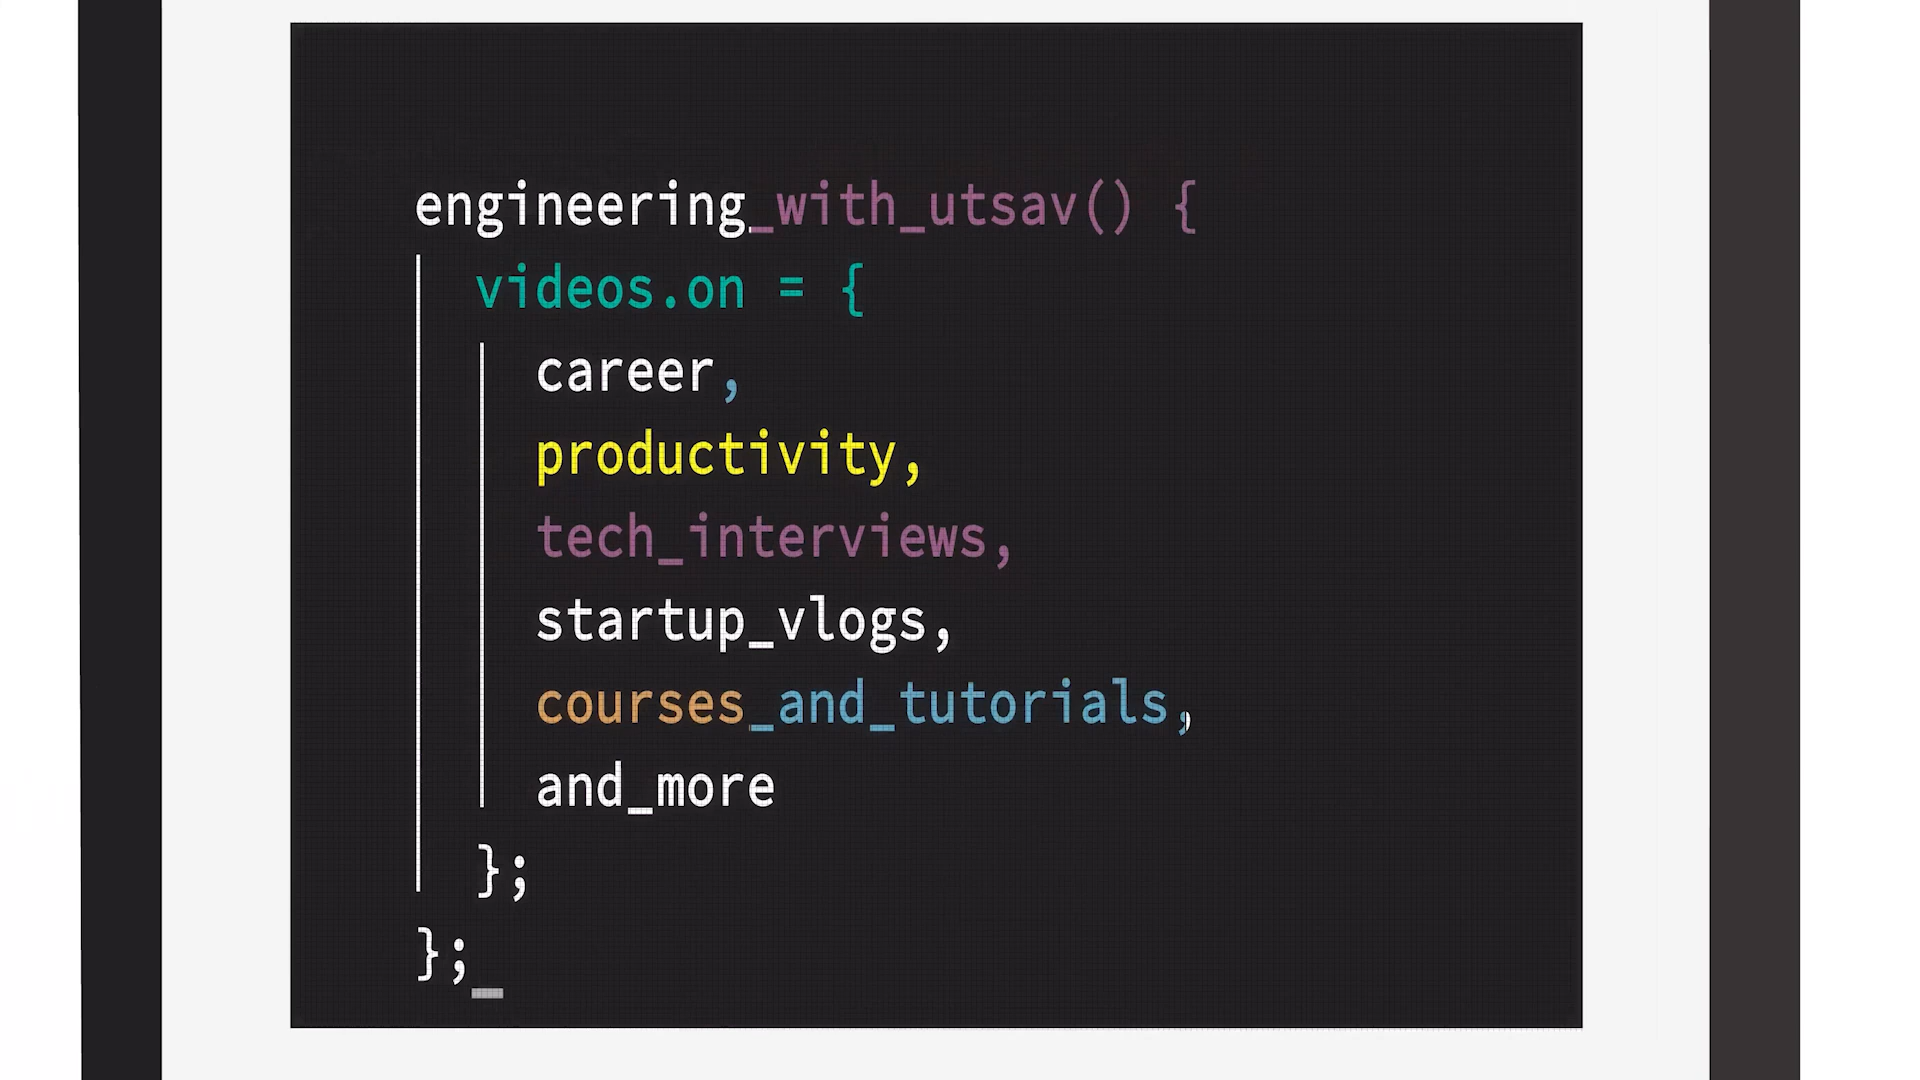 engineering_with_utsav() {
videos.on = {
career,
productivity,
tech_interviews,
startup_vlogs,
courses_and_tutorials,
and_more
};
};_